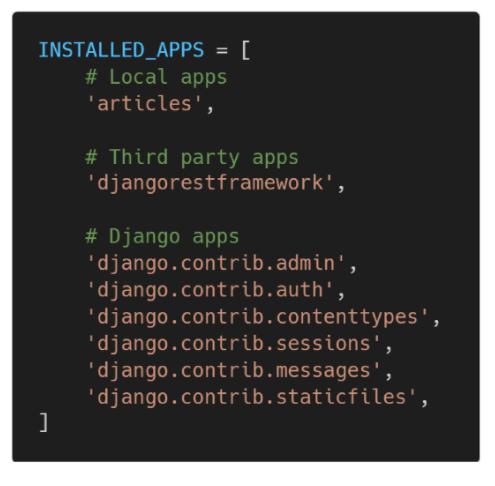 INSTALLED_APPS = [
    # Local apps
    'articles',

    # Third party apps
    'djangorestframework',

    # Django apps
    'django.contrib.admin',
    'django.contrib.auth',
    'django.contrib.contenttypes',
    'django.contrib.sessions',
    'django.contrib.messages',
    'django.contrib.staticfiles',
]